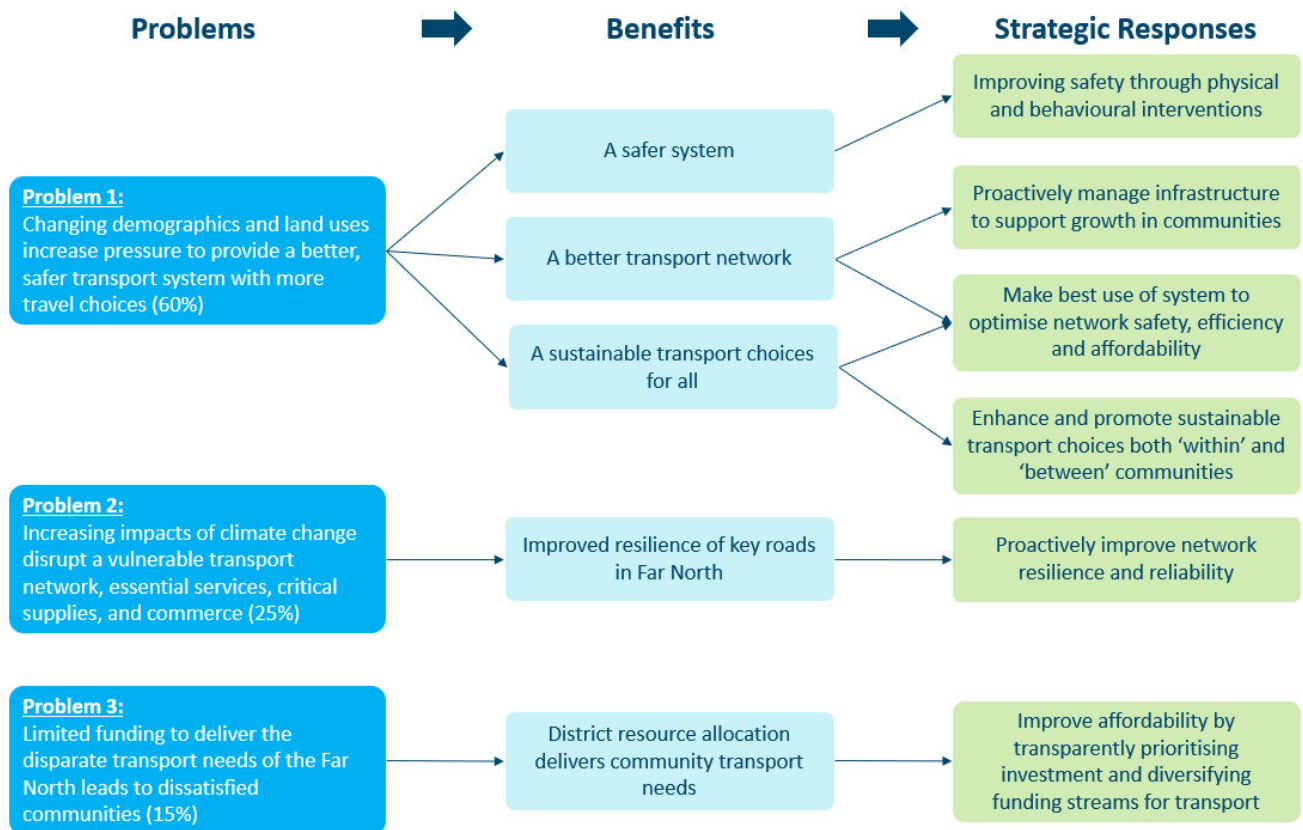 Problems
Benefits
Strategic Responses
Problem 1:
Changing demographics and land uses
increase pressure to provide a better,
safer transport system with more
travel choices (60%)
A safer system
A better transport network
A sustainable transport choices
for all
Improving safety through physical
and behavioural interventions
Proactively manage infrastructure
to support growth in communities
Make best use of system to
optimise network safety, efficiency
and affordability
Enhance and promote sustainable
transport choices both ‘within’ and
‘between’ communities
Problem 2:
Increasing impacts of climate change
disrupt a vulnerable transport
network, essential services, critical
supplies, and commerce (25%)
Improved resilience of key roads
in Far North
Proactively improve network
resilience and reliability
Problem 3:
Limited funding to deliver the
disparate transport needs of the Far
North leads to dissatisfied
communities (15%)
District resource allocation
delivers community transport
needs
Improve affordability by
transparently prioritising
investment and diversifying
funding streams for transport